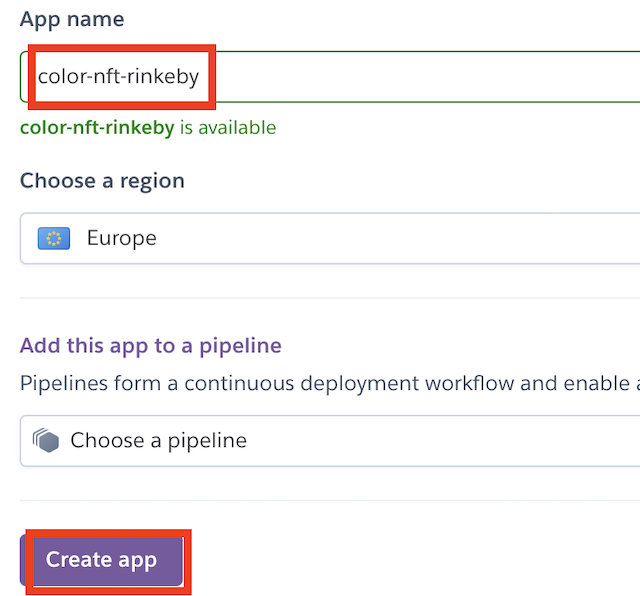 App name
color-nft-rinkeby
color-nft-rinkeby is available
Choose a region
Europe
Add this app to a pipeline
Pipelines form a continuous deployment workflow and enable
Choose a pipeline
Create app